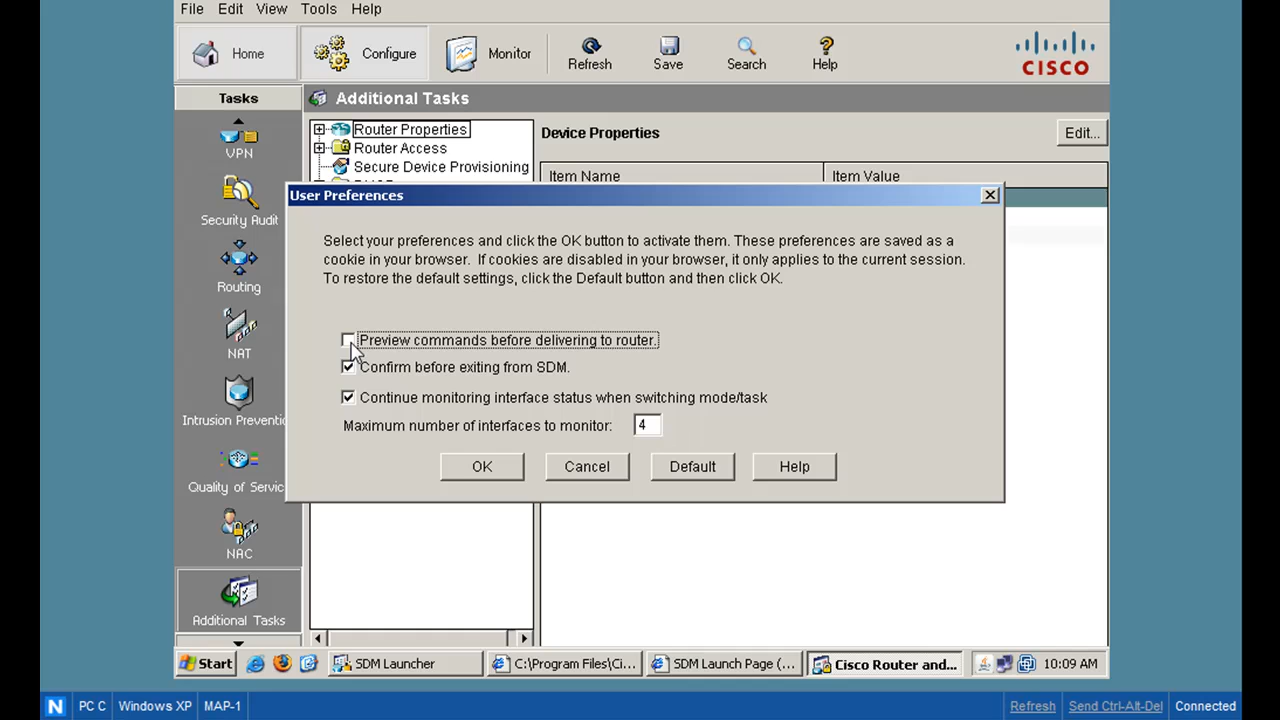 File Edit View Tools Help
Home Configure Monitor Refresh Save Search Help
CISCO
Tasks
Additional Tasks
VPN
Security Audit
Routing
NAT
Intrusion Preventi
Quality of Servic
NAC
Additional Tasks
Router Properties
Router Access
Secure Device Provisioning
Device Properties
Edit...
Item Name Item Value
User Preferences
Select your preferences and click the OK button to activate them. These preferences are saved as a
cookie in your browser. If cookies are disabled in your browser, it only applies to the current session.
To restore the default settings, click the Default button and then click OK.
Preview commands before delivering to router.
Confirm before exiting from SDM.
Continue monitoring interface status when switching mode/task
Maximum number of interfaces to monitor: 4
OK Cancel Default Help
Start SDM Launcher C:\Program Files\Ci... SDM Launch Page (... Cisco Router and... 10:09 AM
N PC C Windows XP MAP-1 Refresh Send Ctrl-Alt-Del Connected